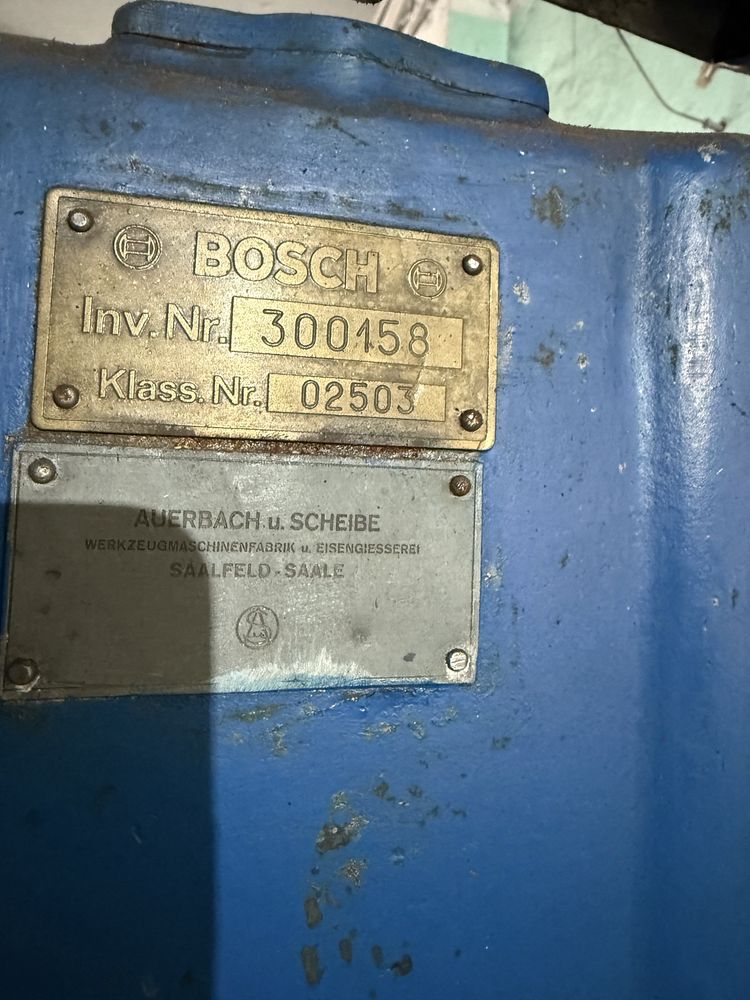 BOSCH
Inv. Nr. 300158
Klass. Nr. 02503
AUERBACH u. SCHEIBE
WERKZEUGMASCHINENFABRIK u. EISENGIESSEREI
SAALFELD - SAALE